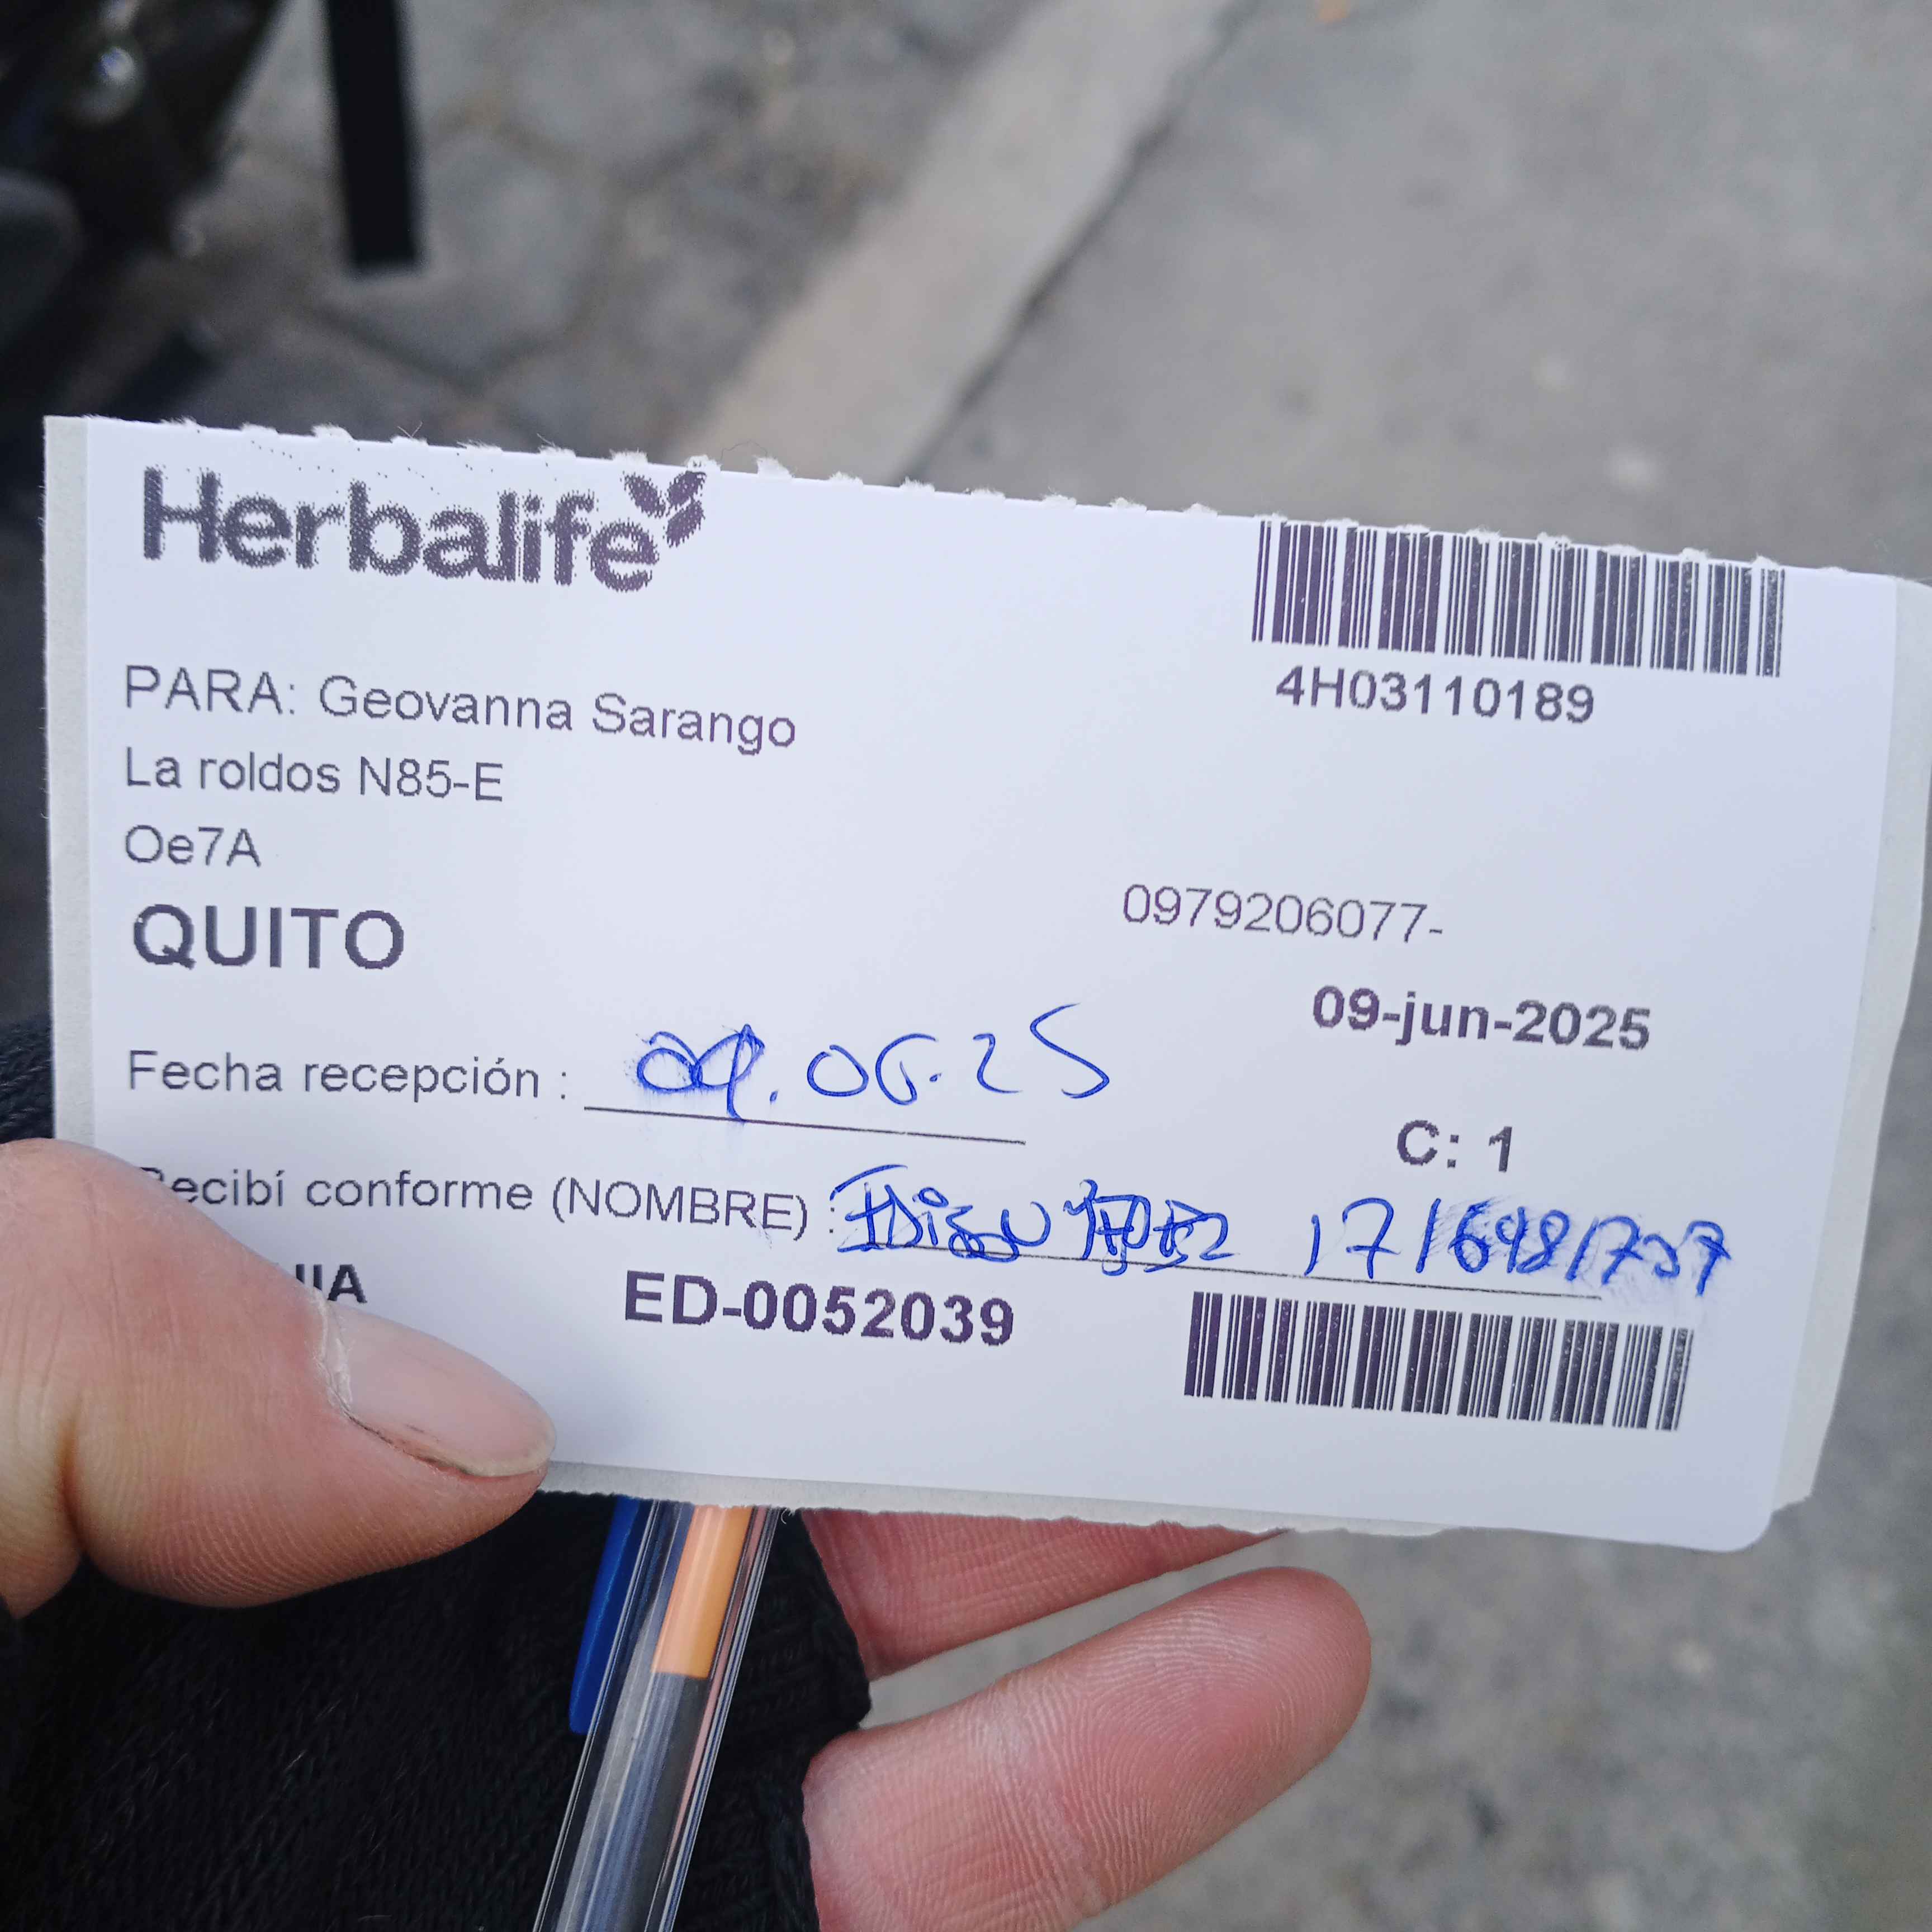 Herbalife
4H03110189
PARA: Geovanna Sarango
La roldos N85-E
Oe7A
QUITO
0979206077-
09-jun-2025
Fecha recepción : 09.06.25
C: 1
Recibí conforme (NOMBRE) :
ED-0052039